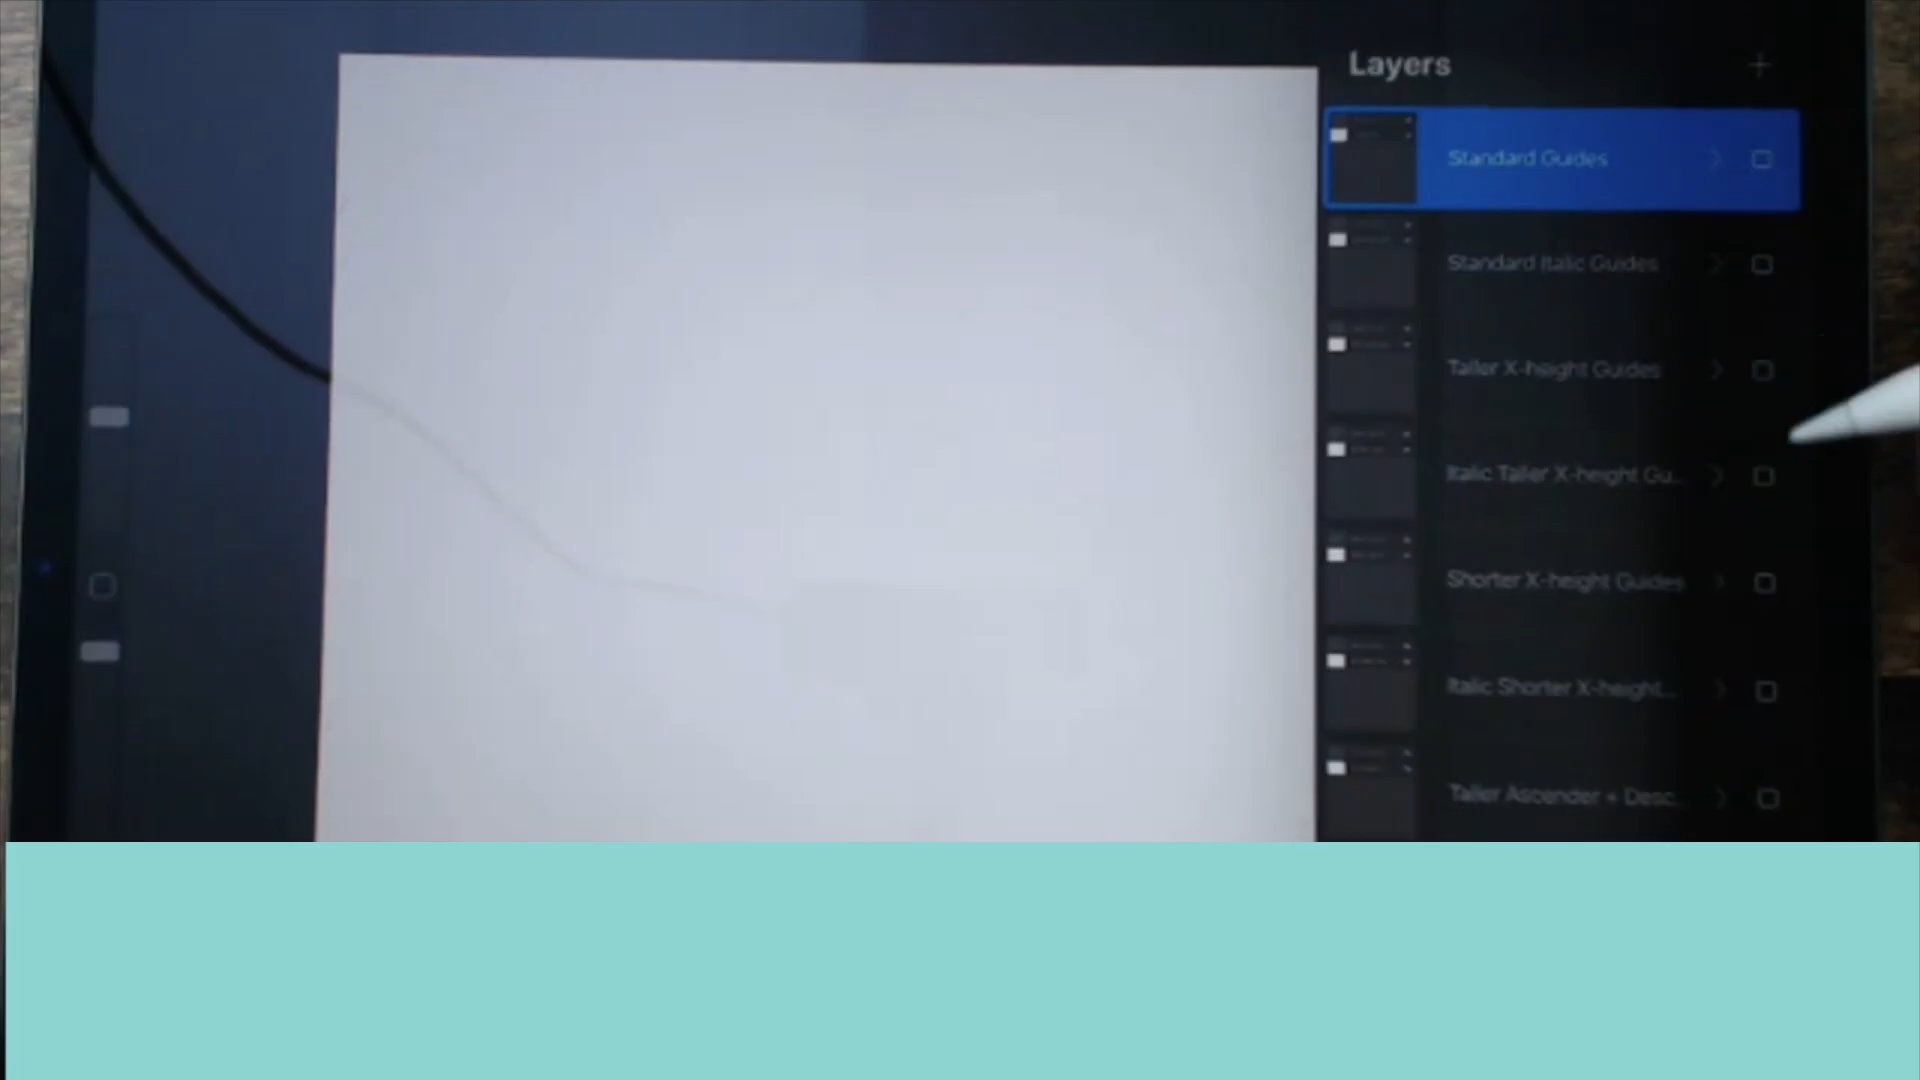 Layers
Standard Guides
Standard Italic Guides
Taller X-height Guides
Italic Taller X-height Gu...
Shorter X-height Guides
Italic Shorter X-height...
Taller Ascender + Desc...